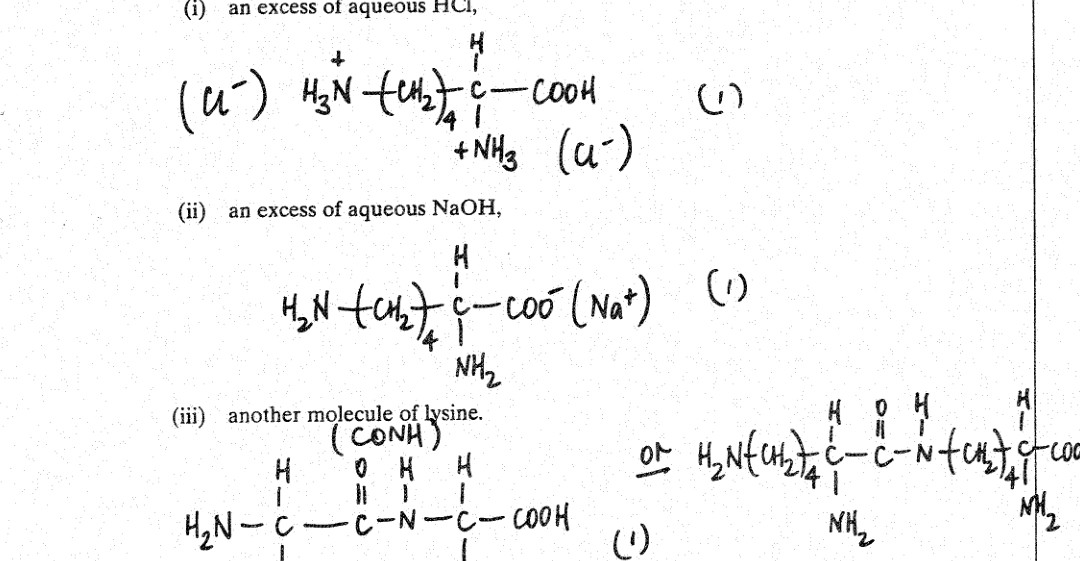 (i) an excess of aqueous HCl,
H
(Cl⁻) H₃N⁺ –(CH₂)₄– C – COOH (1)
+NH₃ (Cl⁻)
(ii) an excess of aqueous NaOH,
H
H₂N –(CH₂)₄– C – COO⁻ (Na⁺) (1)
NH₂
(iii) another molecule of lysine.
(CONH)
H O H H
H₂N – C – C – N – C – COOH (1)
or
H O H H
H₂N –(CH₂)₄– C – C – N –(CH₂)₄– C – COO
NH₂ NH₂